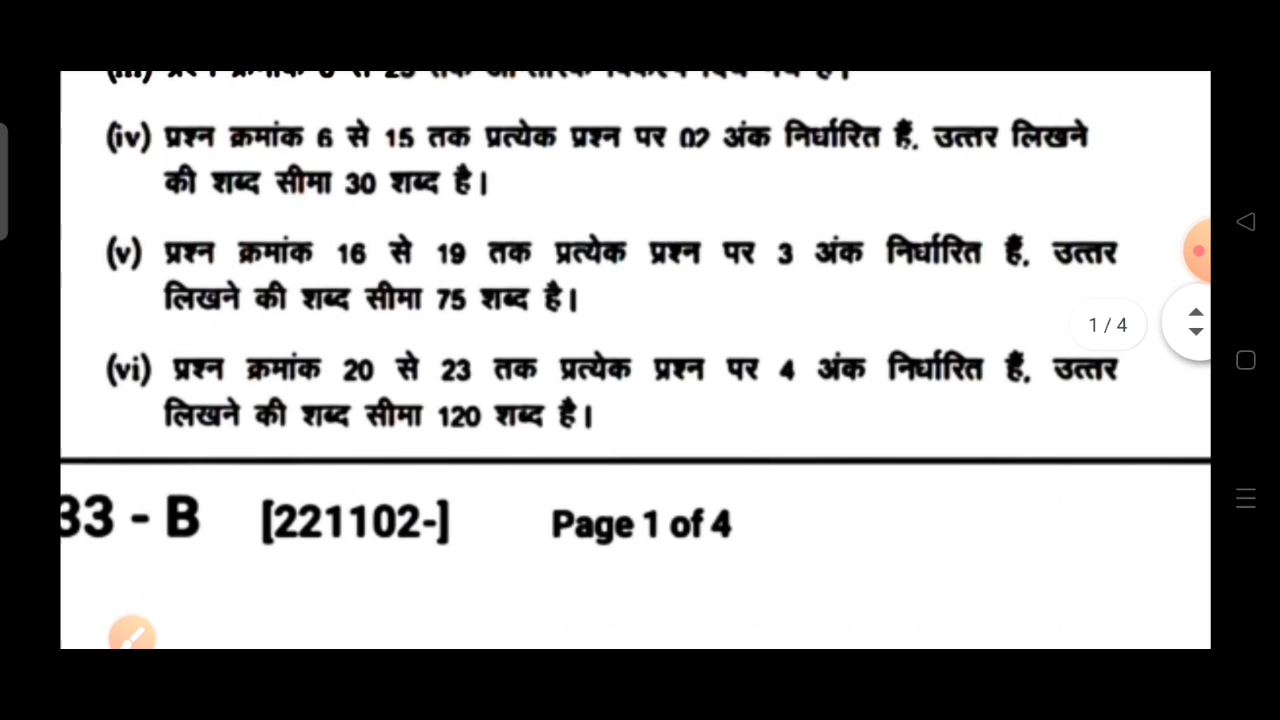 (iv) प्रश्न क्रमांक 6 से 15 तक प्रत्येक प्रश्न पर 02 अंक निर्धारित हैं, उत्तर लिखने
की शब्द सीमा 30 शब्द है।
(v) प्रश्न क्रमांक 16 से 19 तक प्रत्येक प्रश्न पर 3 अंक निर्धारित हैं, उत्तर
लिखने की शब्द सीमा 75 शब्द है।
(vi) प्रश्न क्रमांक 20 से 23 तक प्रत्येक प्रश्न पर 4 अंक निर्धारित हैं, उत्तर
लिखने की शब्द सीमा 120 शब्द है।
1 / 4
33 - B [221102-] Page 1 of 4